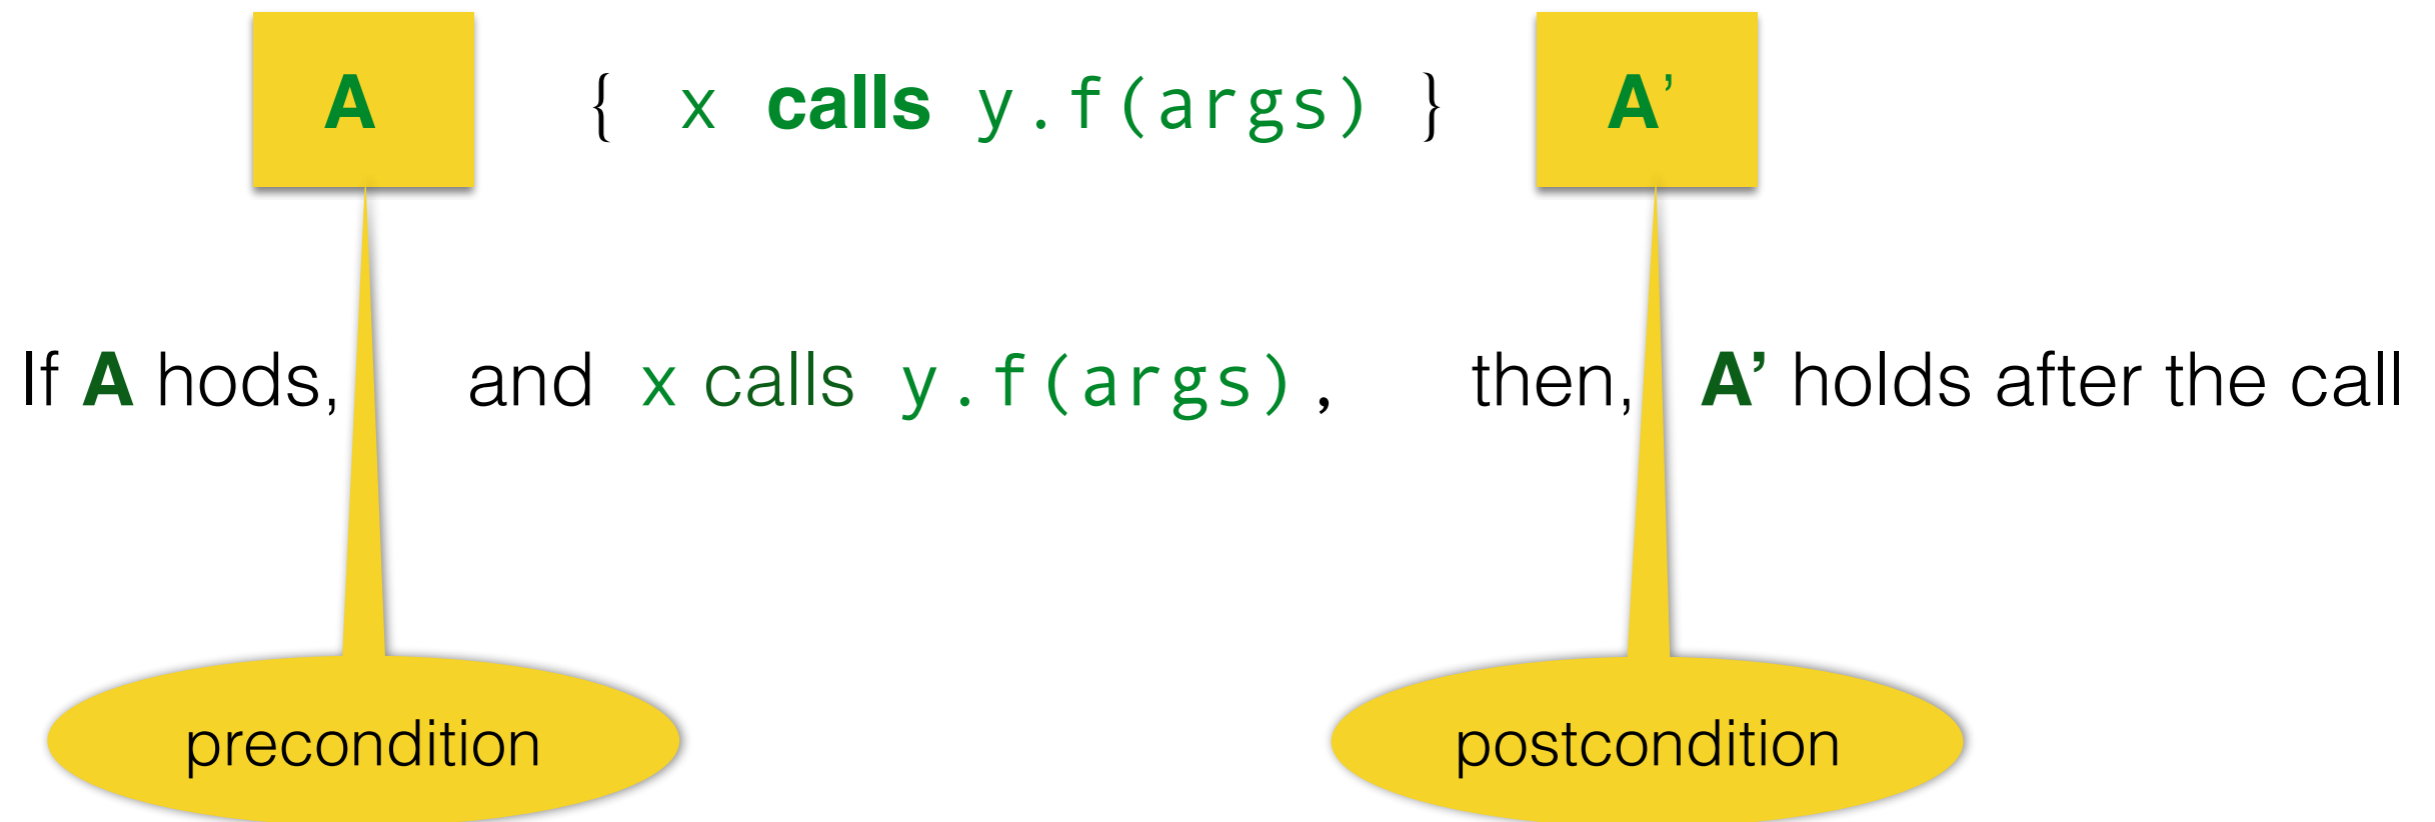 A { x calls y.f(args) } A’
If A hods, and x calls y.f(args), then, A’ holds after the call
precondition postcondition